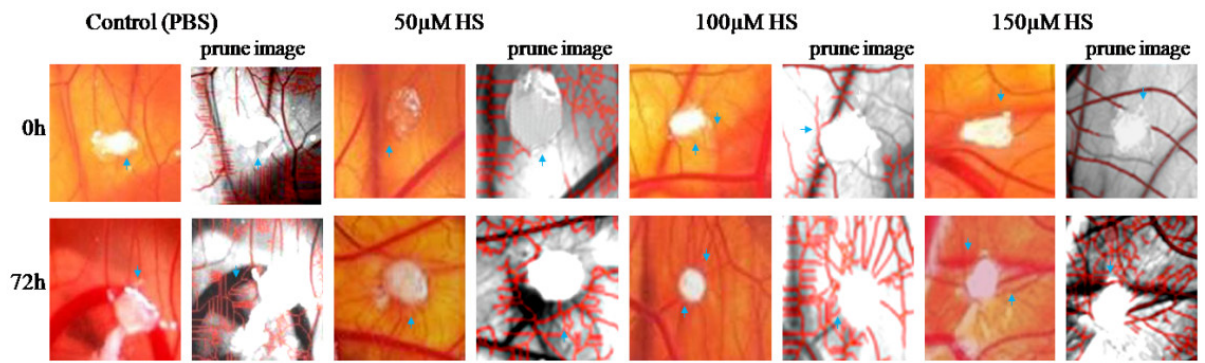 Control (PBS) 50μM HS 100μM HS 150μM HS
prune image prune image prune image prune image
0h
72h